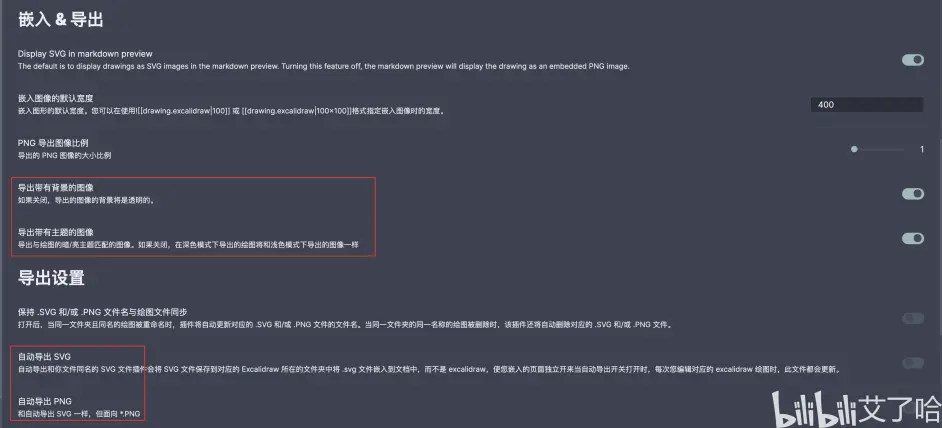 嵌入 & 导出
Display SVG in markdown preview
The default is to display drawings as SVG images in the markdown preview. Turning this feature off, the markdown preview will display the drawing as an embedded PNG image.
嵌入图像的默认宽度
嵌入图形的默认宽度。您可以在使用![[drawing.excalidraw|100]] 或 [[drawing.excalidraw|100×100]]格式指定嵌入图像时的宽度。
400
PNG 导出图像比例
导出的 PNG 图像的大小比例
1
导出带有背景的图像
如果关闭，导出的图像的背景将是透明的。
导出带有主题的图像
导出与绘图的暗/亮主题匹配的图像。如果关闭，在深色模式下导出的绘图将和浅色模式下导出的图像一样
导出设置
保持 .SVG 和/或 .PNG 文件名与绘图文件同步
打开后，当同一文件夹且同名的绘图被重命名时，插件将自动更新对应的 .SVG 和/或 .PNG 文件的文件名。当同一文件夹的同一名称的绘图被删除时，该插件还将自动删除对应的 .SVG 和/或 .PNG 文件。
自动导出 SVG
自动导出和你文件同名的 SVG 文件插件会将 SVG 文件保存到对应的 Excalidraw 所在的文件夹中将 .svg 文件嵌入到文档中，而不是 excalidraw，使您嵌入的页面独立开来当自动导出开关打开时，每次您编辑对应的 excalidraw 绘图时，此文件都会更新。
自动导出 PNG
和自动导出 SVG 一样，但面向 *.PNG
bilibili 艾了哈